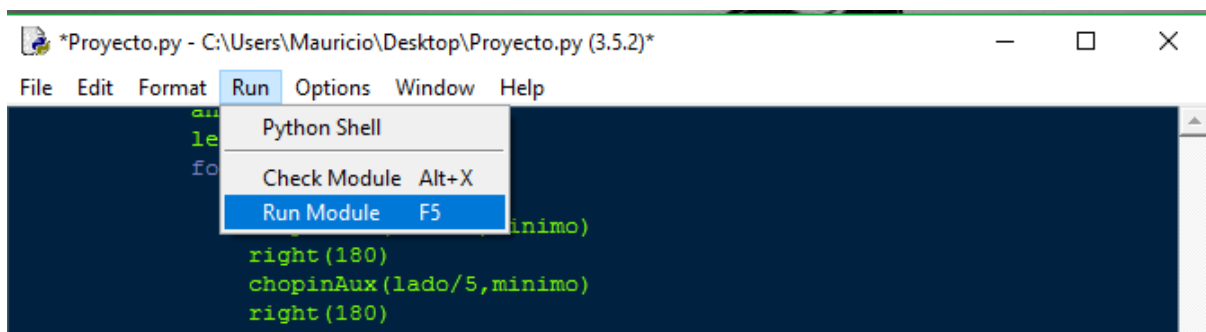 *Proyecto.py - C:\Users\Mauricio\Desktop\Proyecto.py (3.5.2)*
File Edit Format Run Options Window Help
Python Shell
Check Module Alt+X
Run Module F5
right(180)
chopinAux(lado/5,minimo)
right(180)